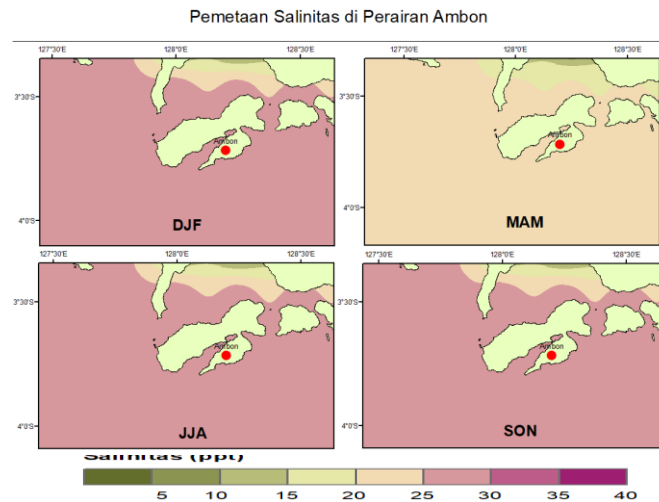 Pemetaan Salinitas di Perairan Ambon
127°30'E 128°0'E 128°30'E
128°0'E 128°30'E
3°30'S
3°30'S
Ambon
Ambon
4°0'S
4°0'S
DJF
MAM
127°30'E 128°0'E 128°30'E
127°30'E 128°0'E 128°30'E
3°30'S
3°30'S
Ambon
Ambon
4°0'S
4°0'S
JJA
SON
Salinitas (ppt)
5 10 15 20 25 30 35 40